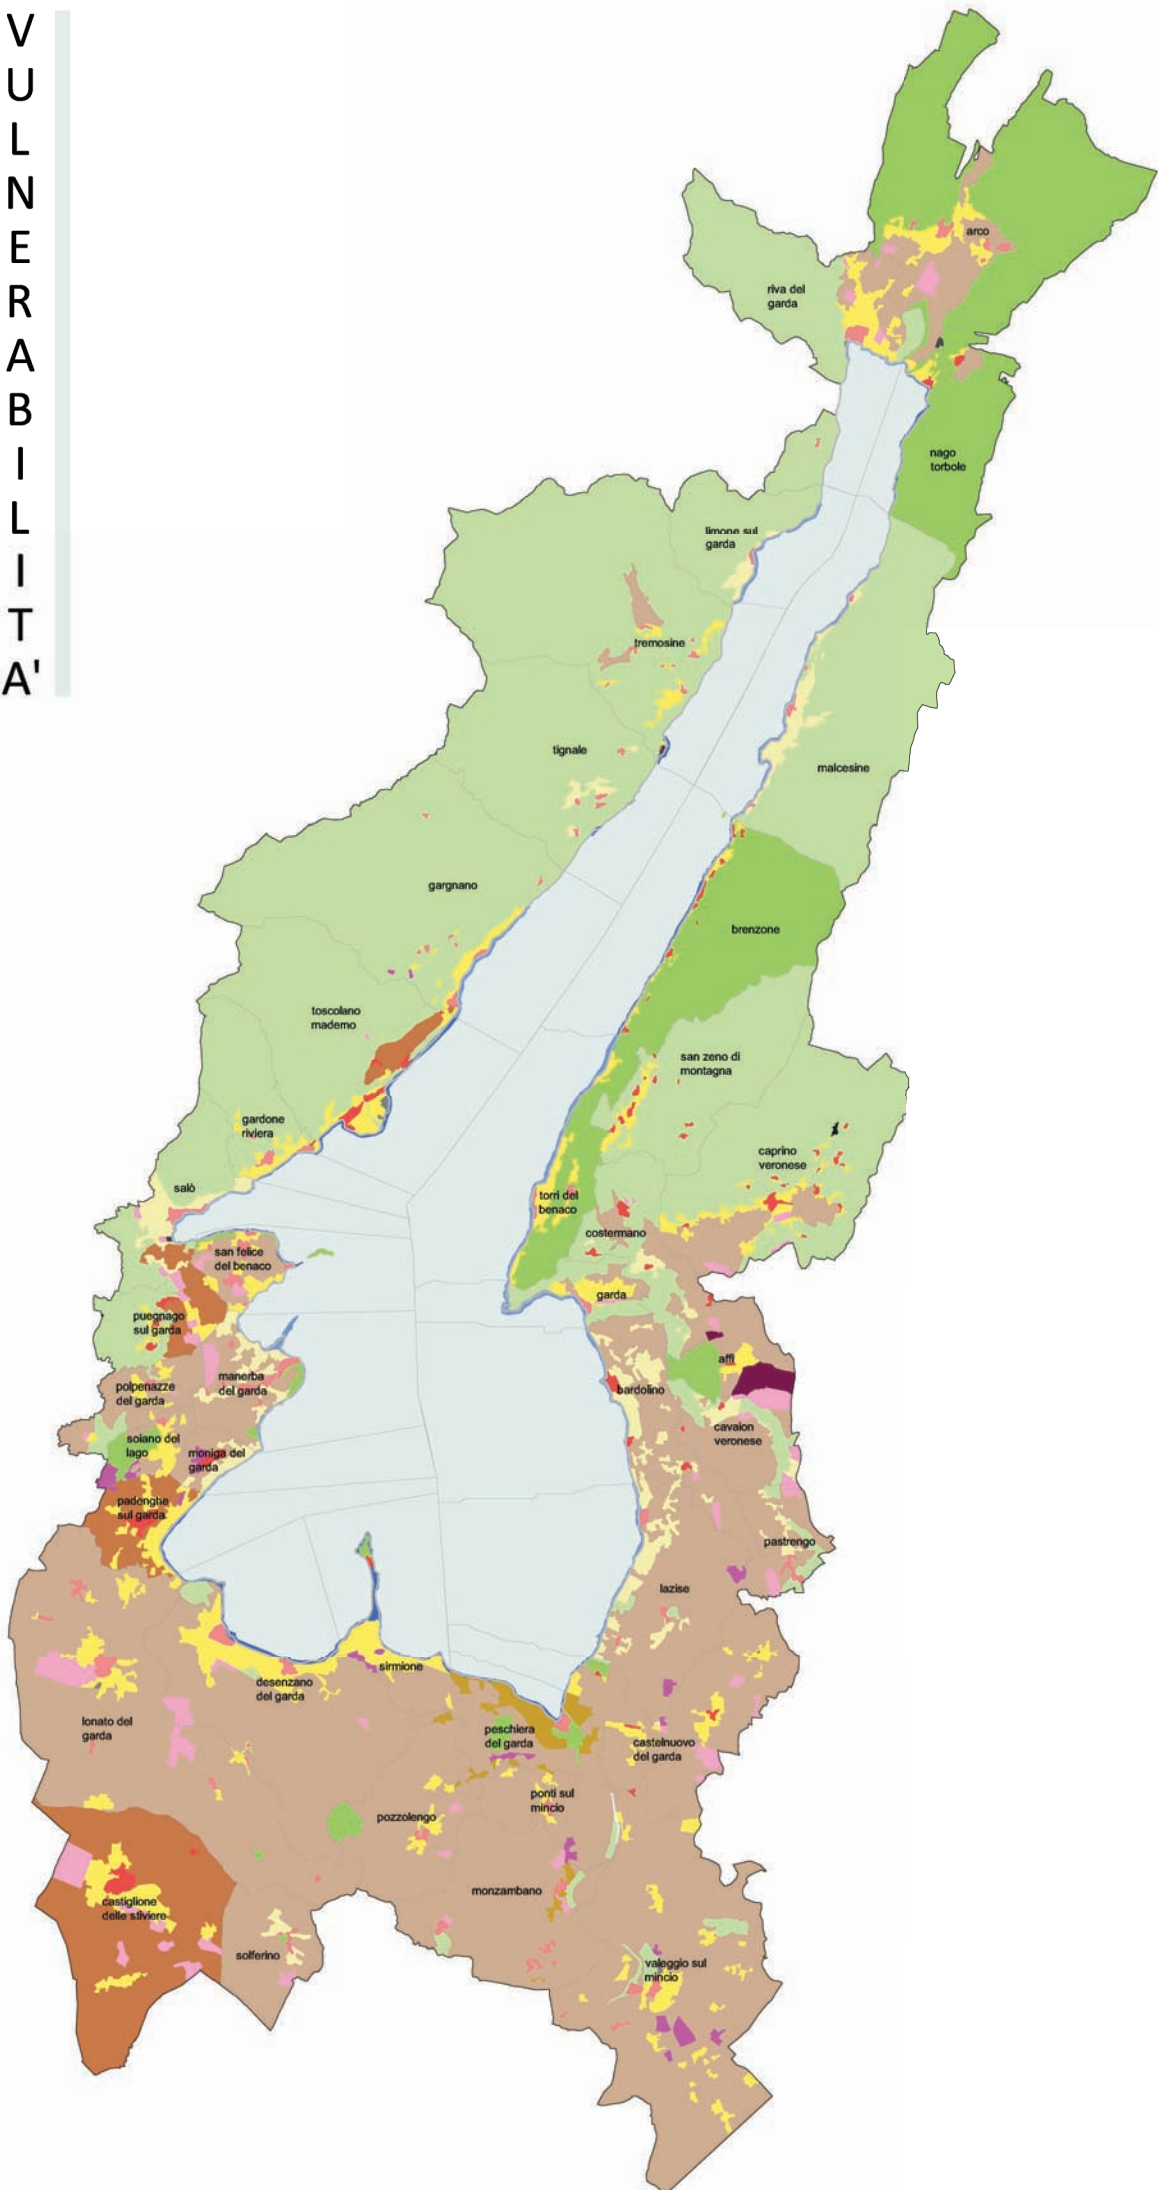 VULNERABILITA'
arco
riva del
garda
nago
torbole
limone sul
garda
tremosine
tignale
malcesine
gargnano
brenzone
toscolano
maderno
san zeno di
montagna
gardone
riviera
caprino
veronese
salò
torri del
benaco
costermano
san felice
del benaco
garda
puegnago
sul garda
affi
manerba
del garda
polpenazze
del garda
bardolino
cavaion
veronese
soiano del
lago
moniga del
garda
padenghe
sul garda
pastrengo
lazise
sirmione
desenzano
del garda
lonato del
garda
peschiera
del garda
castelnuovo
del garda
ponti sul
mincio
pozzolengo
monzambano
castiglione
delle stiviere
solferino
valeggio sul
mincio